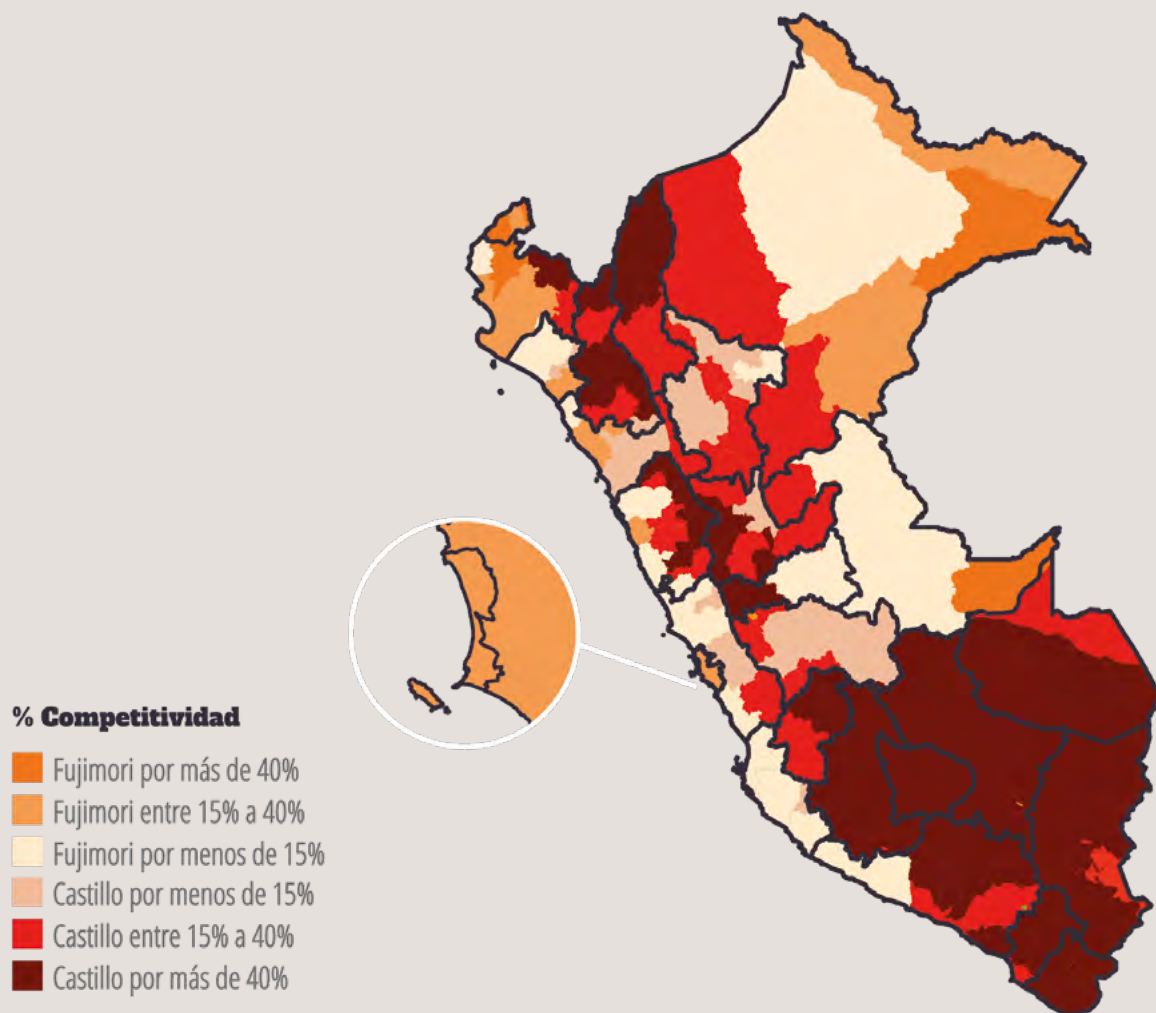 % Competitividad
Fujimori por más de 40%
Fujimori entre 15% a 40%
Fujimori por menos de 15%
Castillo por menos de 15%
Castillo entre 15% a 40%
Castillo por más de 40%